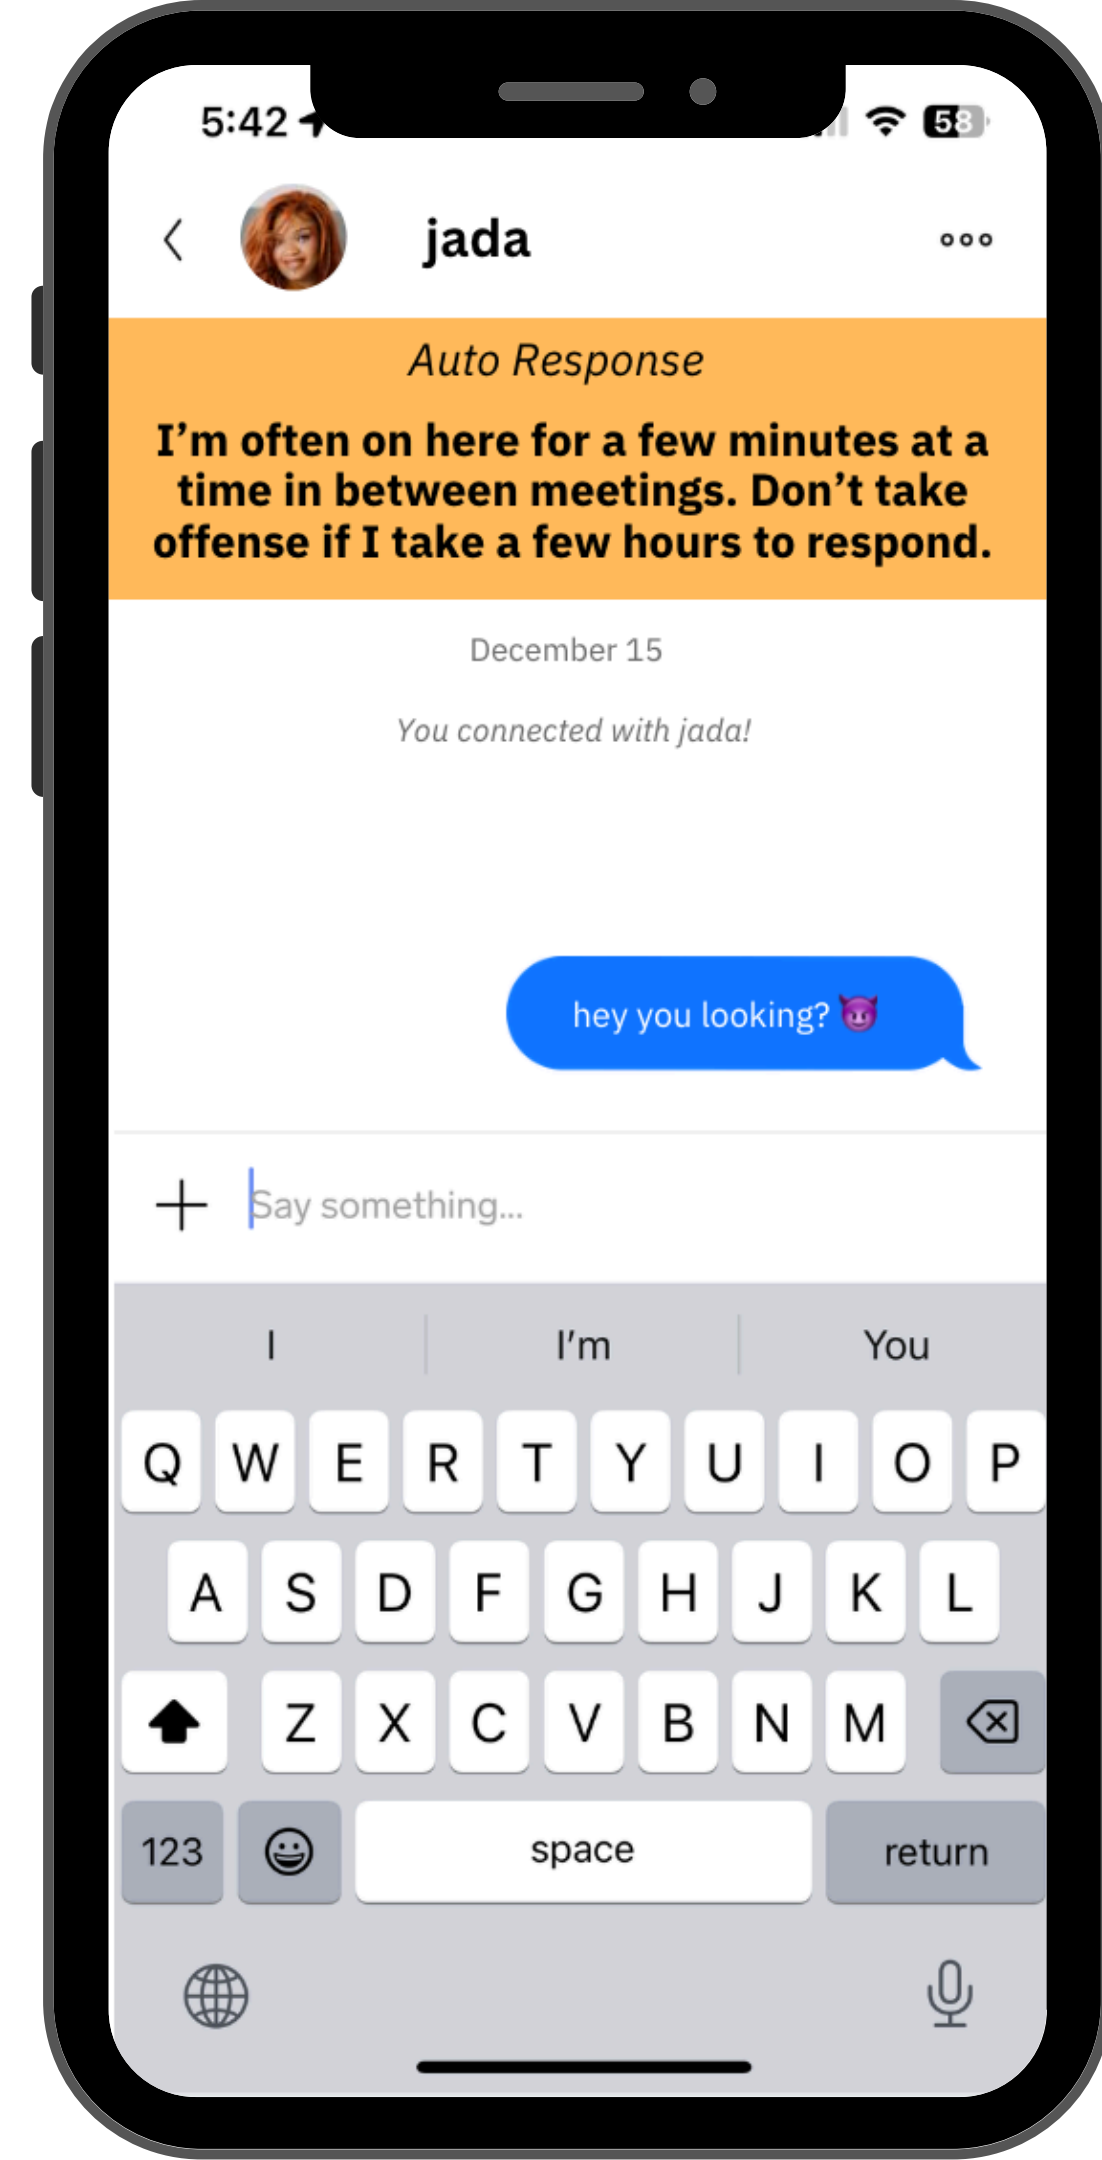 5:42
58
jada
Auto Response
I’m often on here for a few minutes at a
time in between meetings. Don’t take
offense if I take a few hours to respond.
December 15
You connected with jada!
hey you looking? 😈
Say something...
I I’m You
Q W E R T Y U I O P
A S D F G H J K L
Z X C V B N M
123 space return